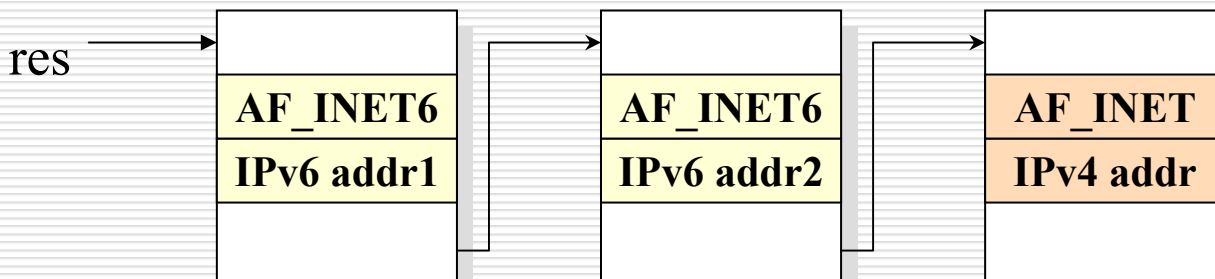 res
AF_INET6
IPv6 addr1
AF_INET6
IPv6 addr2
AF_INET
IPv4 addr